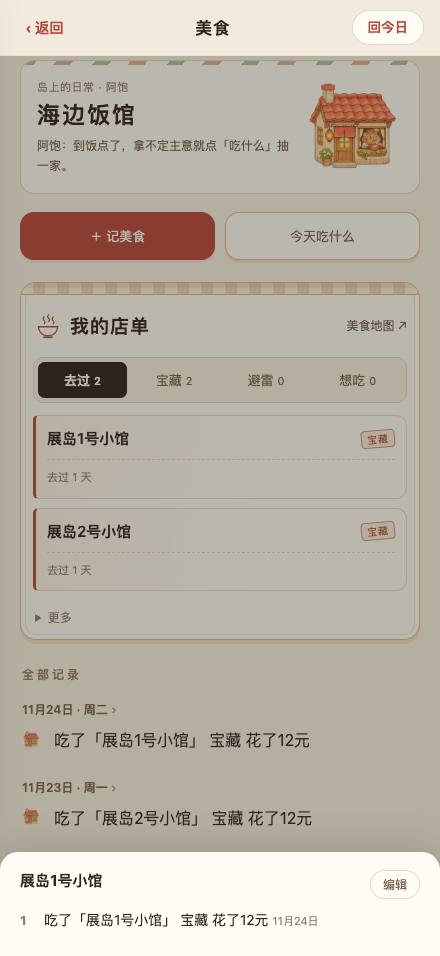 ‹ 返回
美食
回今日
岛上的日常 · 阿饱
海边饭馆
阿饱：到饭点了，拿不定主意就点「吃什么」抽
一家。
＋ 记美食
今天吃什么
我的店单
美食地图 ↗
去过 2
宝藏 2
避雷 0
想吃 0
展岛1号小馆
宝藏
去过 1 天
展岛2号小馆
宝藏
去过 1 天
▶ 更多
全部记录
11月24日 · 周二 ›
吃了「展岛1号小馆」 宝藏 花了12元
11月23日 · 周一 ›
吃了「展岛2号小馆」 宝藏 花了12元
展岛1号小馆
编辑
1 吃了「展岛1号小馆」 宝藏 花了12元 11月24日